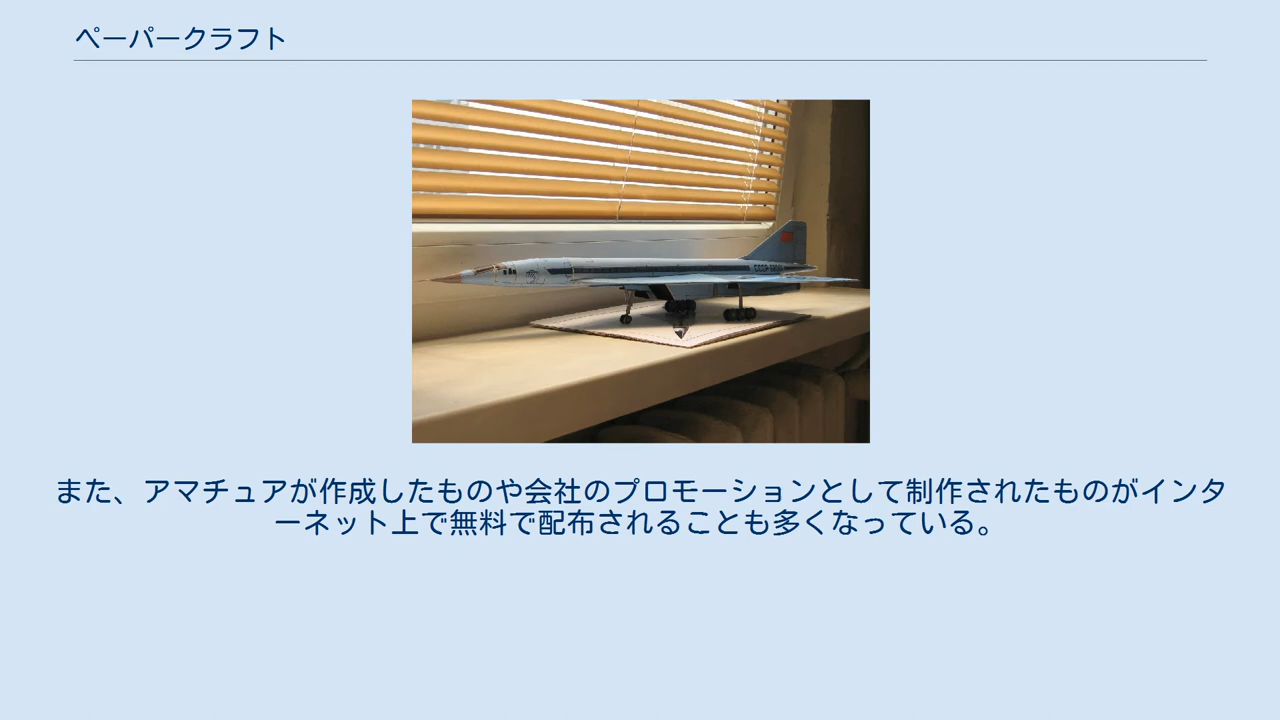 ペーパークラフト
また、アマチュアが作成したものや会社のプロモーションとして制作されたものがインタ
ーネット上で無料で配布されることも多くなっている。